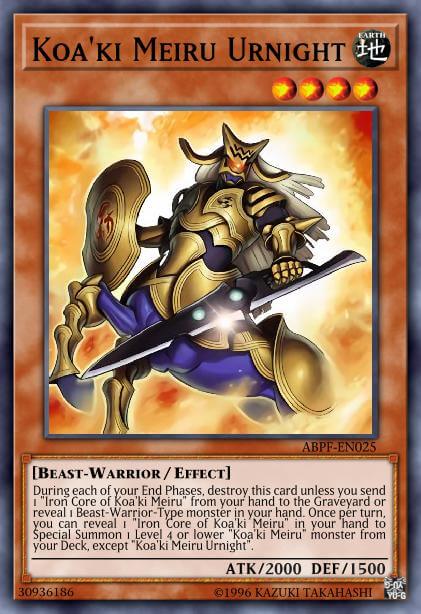 Koa'ki Meiru Urnight
EARTH
地
ABPF-EN025
[Beast-Warrior / Effect]
During each of your End Phases, destroy this card unless you send
1 "Iron Core of Koa'ki Meiru" from your hand to the Graveyard or
reveal 1 Beast-Warrior-Type monster in your hand. Once per turn,
you can reveal 1 "Iron Core of Koa'ki Meiru" in your hand to
Special Summon 1 Level 4 or lower "Koa'ki Meiru" monster from
your Deck, except "Koa'ki Meiru Urnight".
ATK/2000 DEF/1500
30936186
©1996 KAZUKI TAKAHASHI